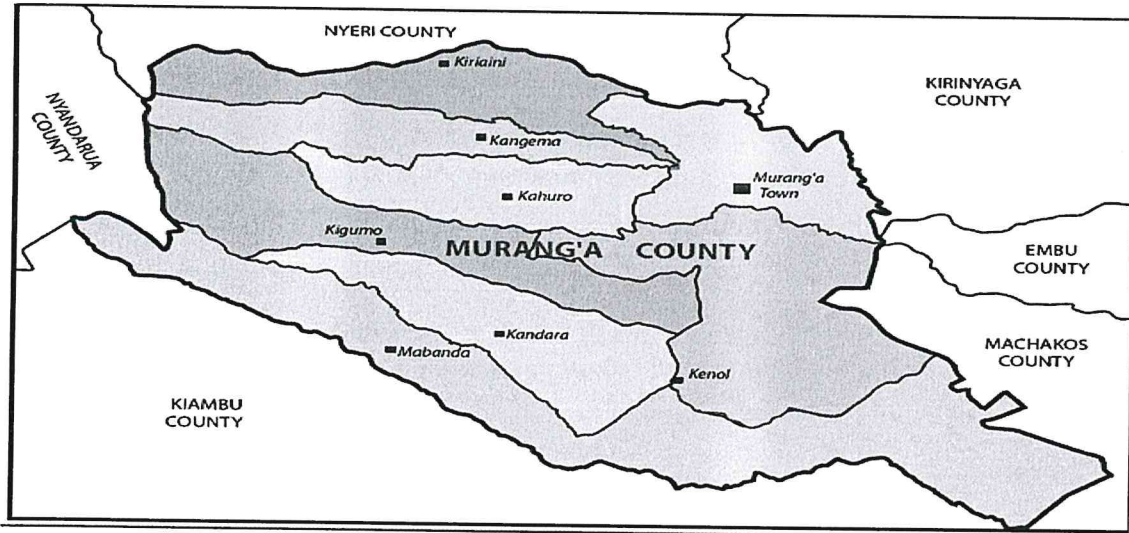 NYERI COUNTY
Kiriaini
KIRINYAGA
COUNTY
NYANDARUA
COUNTY
Kangema
Murang'a
Town
Kahuro
Kigumo
MURANG'A COUNTY
EMBU
COUNTY
Kandara
Mabanda
MACHAKOS
COUNTY
Kenol
KIAMBU
COUNTY